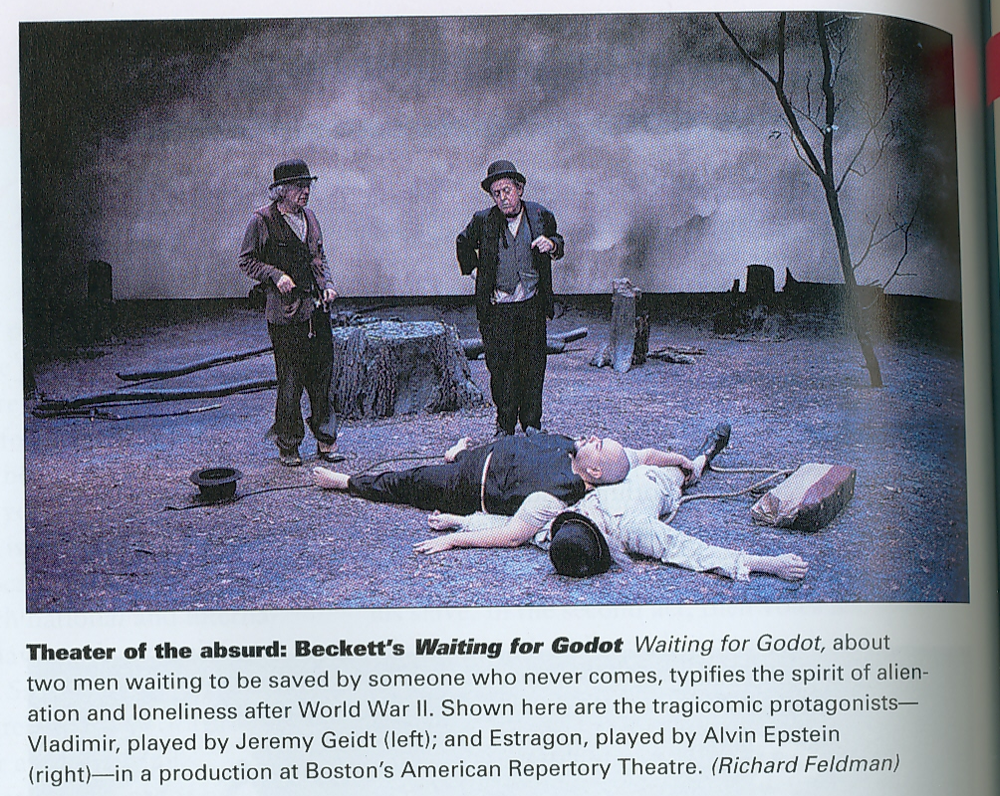 Theater of the absurd: Beckett's Waiting for Godot Waiting for Godot, about
two men waiting to be saved by someone who never comes, typifies the spirit of alien-
ation and loneliness after World War II. Shown here are the tragicomic protagonists—
Vladimir, played by Jeremy Geidt (left); and Estragon, played by Alvin Epstein
(right)—in a production at Boston's American Repertory Theatre. (Richard Feldman)